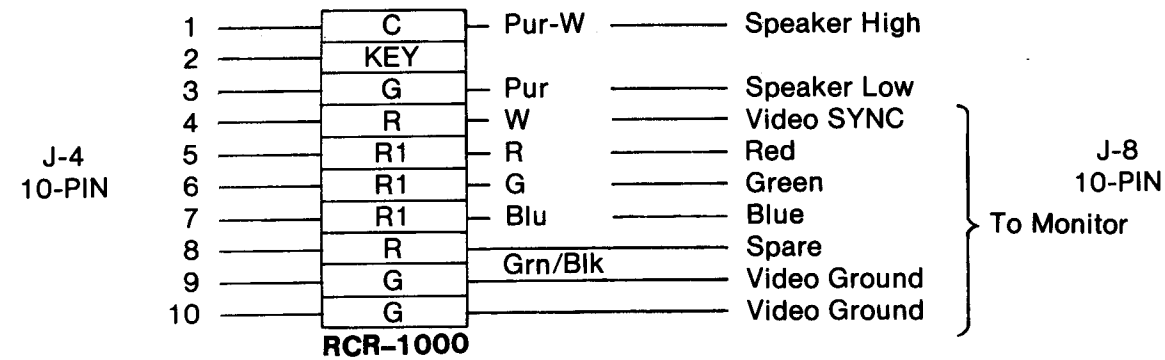 1 C Pur-W Speaker High
2 KEY
3 G Pur Speaker Low
4 R W Video SYNC
J-4 5 R1 R Red J-8
10-PIN 6 R1 G Green 10-PIN
7 R1 Blu Blue To Monitor
8 R Spare
Grn/Blk
9 G Video Ground
10 G Video Ground
RCR-1000